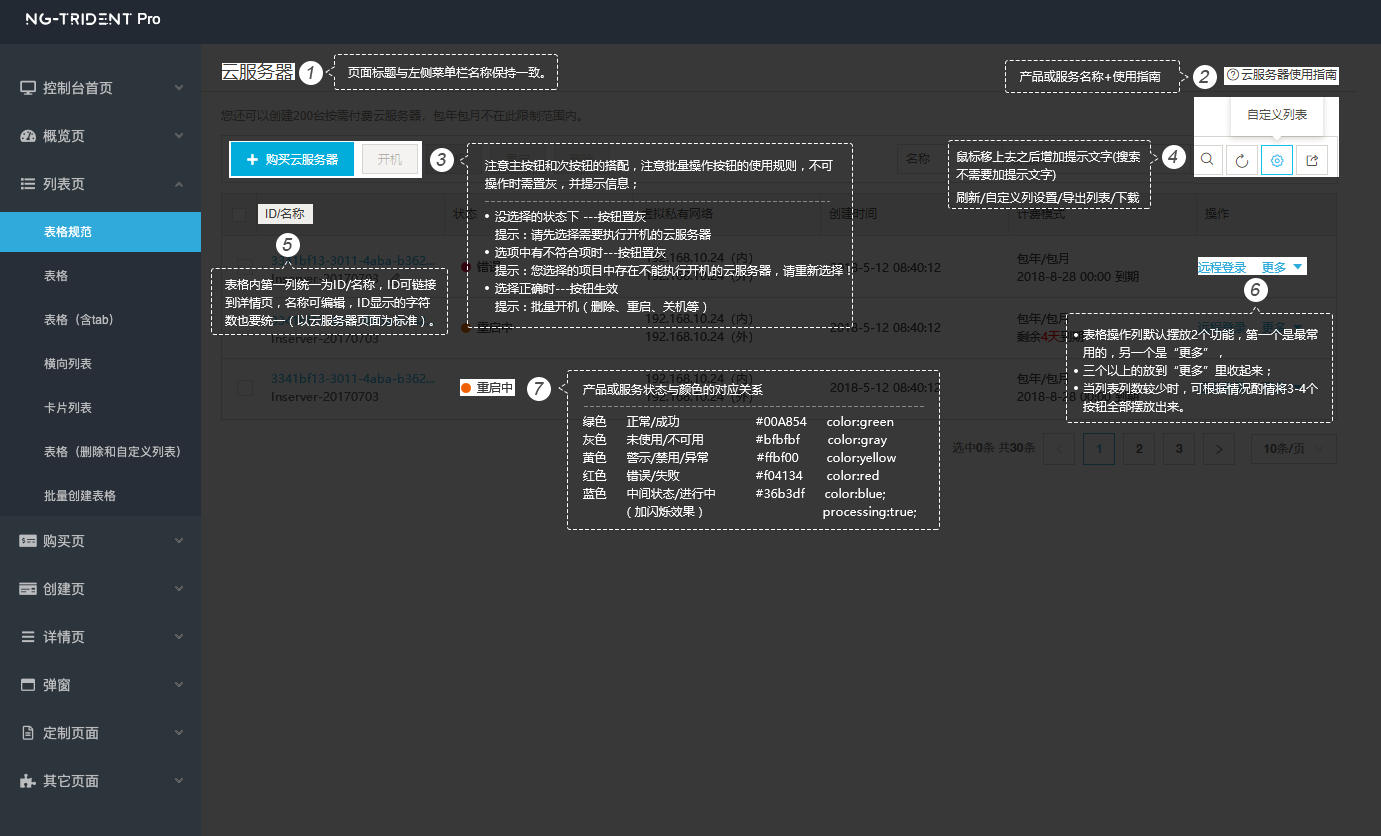 NG-TRIDENT Pro
控制台首页
概览页
列表页
表格规范
表格
表格（含tab）
横向列表
卡片列表
表格（删除和自定义列表）
批量创建表格
购买页
创建页
详情页
弹窗
定制页面
其它页面
云服务器
1
页面标题与左侧菜单栏名称保持一致。
产品或服务名称+使用指南
2
云服务器使用指南
您还可以创建200台按需付费云服务器，包年包月不在此限制范围内。
自定义列表
购买云服务器
开机
3
注意主按钮和次按钮的搭配，注意批量操作按钮的使用规则，不可
操作时需置灰，并提示信息；
• 没选择的状态下 ---按钮置灰
提示：请先选择需要执行开机的云服务器
• 选项中有不符合项时---按钮置灰
提示：您选择的项目中存在不能执行开机的云服务器，请重新选择！
• 选择正确时---按钮生效
提示：批量开机（删除、重启、关机等）
名称
鼠标移上去之后增加提示文字(搜索
不需要加提示文字)
刷新/自定义列设置/导出列表/下载
4
ID/名称
状态
虚拟私有网络
创建时间
计费模式
操作
5
3341bf13-3011-4aba-b362...
Inserver-20170703
表格内第一列统一为ID/名称，ID可链接
到详情页，名称可编辑，ID显示的字符
数也要统一（以云服务器页面为标准）。
错误
192.168.10.24（内）
192.168.10.24（外）
2018-5-12 08:40:12
包年/包月
2018-8-28 00:00 到期
远程登录 更多
6
Inserver-20170703
重启中
192.168.10.24（内）
192.168.10.24（外）
2018-5-12 08:40:12
包年/包月
剩余4天到期
• 表格操作列默认摆放2个功能，第一个是最常
用的，另一个是“更多”，
• 三个以上的放到“更多”里收起来；
• 当列表列数较少时，可根据情况酌情将3-4个
按钮全部摆放出来。
3341bf13-3011-4aba-b362...
Inserver-20170703
重启中
7
192.168.10.24（内）
192.168.10.24（外）
2018-5-12 08:40:12
包年/包月
2018-8-28 00:00 到期
产品或服务状态与颜色的对应关系
绿色 正常/成功 #00A854 color:green
灰色 未使用/不可用 #bfbfbf color:gray
黄色 警示/禁用/异常 #ffbf00 color:yellow
红色 错误/失败 #f04134 color:red
蓝色 中间状态/进行中 #36b3df color:blue;
（加闪烁效果） processing:true;
选中0条 共30条
< 1 2 3 >
10条/页